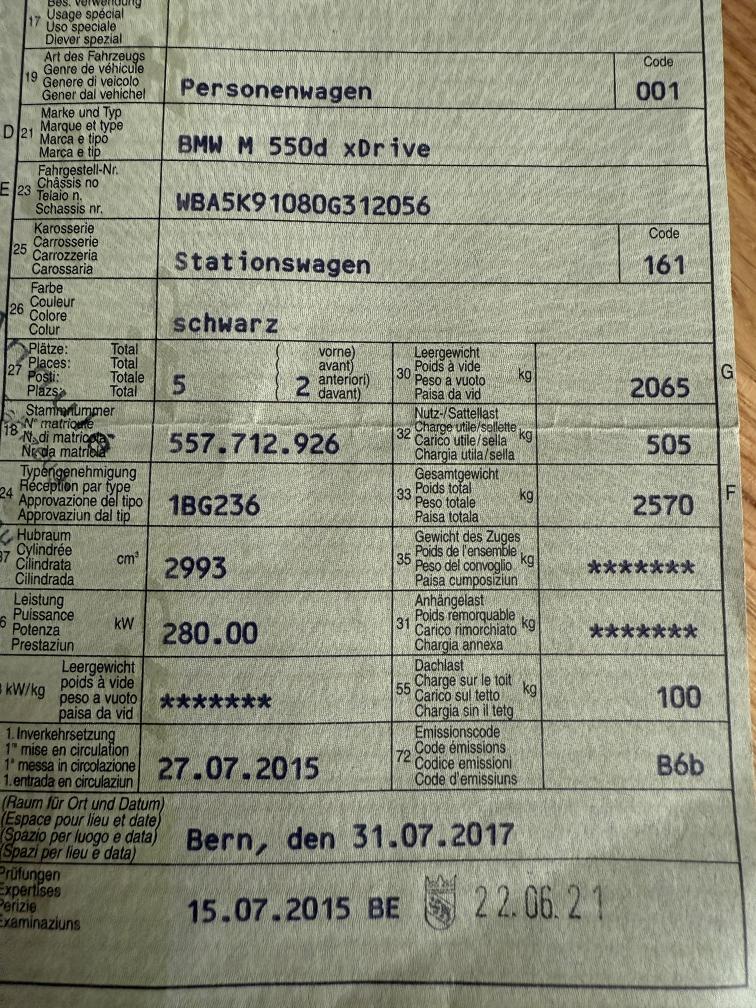 17 Usage spécial
Uso speciale
Diever spezial
19 Art des Fahrzeugs
Genre de véhicule
Genere di veicolo
Gener dal vehichel
Personenwagen
Code
001
D 21 Marke und Typ
Marque et type
Marca e tipo
Marca e tip
BMW M 550d xDrive
E 23 Fahrgestell-Nr.
Châssis no
Telaio n.
Schassis nr.
WBA5K91080G312056
25 Karosserie
Carrosserie
Carrozzeria
Carossaria
Stationswagen
Code
161
26 Farbe
Couleur
Colore
Colur
schwarz
27 Plätze: Total
Places: Total
Posti: Totale
Plazs: Total
5
( vorne)
( avant)
( anteriori)
( davant)
2
30 Leergewicht
Poids à vide
Peso a vuoto
Paisa da vid
kg
2065
G
18 Stammnummer
N° matricule
N. di matricola
Nr. da matricla
557.712.926
32 Nutz-/Sattellast
Charge utile/sellette
Carico utile/sella
Chargia utila/sella
kg
505
24 Typengenehmigung
Réception par type
Approvazione del tipo
Approvaziun dal tip
1BG236
33 Gesamtgewicht
Poids total
Peso totale
Paisa totala
kg
2570
F
37 Hubraum
Cylindrée
Cilindrata
Cilindrada
cm³
2993
35 Gewicht des Zuges
Poids de l'ensemble
Peso del convoglio
Paisa cumposiziun
kg
*******
6 Leistung
Puissance
Potenza
Prestaziun
kW
280.00
31 Anhängelast
Poids remorquable
Carico rimorchiato
Chargia annexa
kg
*******
kW/kg
Leergewicht
poids à vide
peso a vuoto
paisa da vid
*******
55 Dachlast
Charge sur le toit
Carico sul tetto
Chargia sin il tetg
kg
100
1. Inverkehrsetzung
1re mise en circulation
1a messa in circolazione
1. entrada en circulaziun
27.07.2015
72 Emissionscode
Code émissions
Codice emissioni
Code d'emissiuns
B6b
(Raum für Ort und Datum)
(Espace pour lieu et date)
(Spazio per luogo e data)
(Spazi per lieu e data)
Bern, den 31.07.2017
Prüfungen
Expertises
Perizie
Examinaziuns
15.07.2015 BE
22.06.21